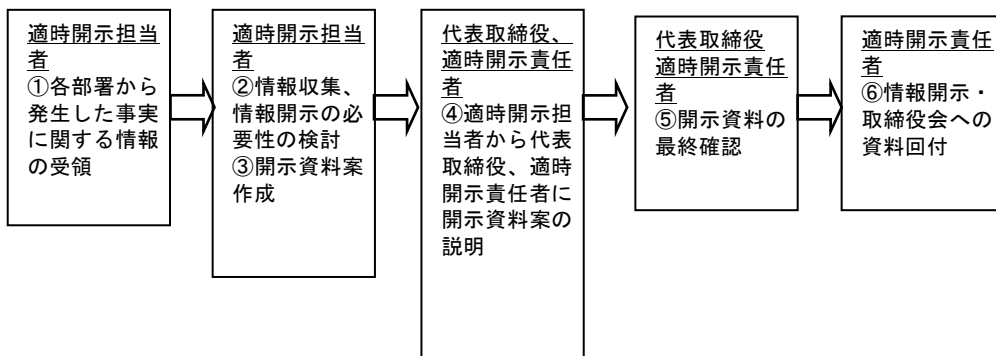 適時開示担当
者
①各部署から
発生した事実
に関する情報
の受領
適時開示担当
者
②情報収集、
情報開示の必
要性の検討
③開示資料案
作成
代表取締役、
適時開示責任
者
④適時開示担
当者から代表
取締役、適時
開示責任者に
開示資料案の
説明
代表取締役
適時開示責任
者
⑤開示資料の
最終確認
適時開示責任
者
⑥情報開示・
取締役会への
資料回付